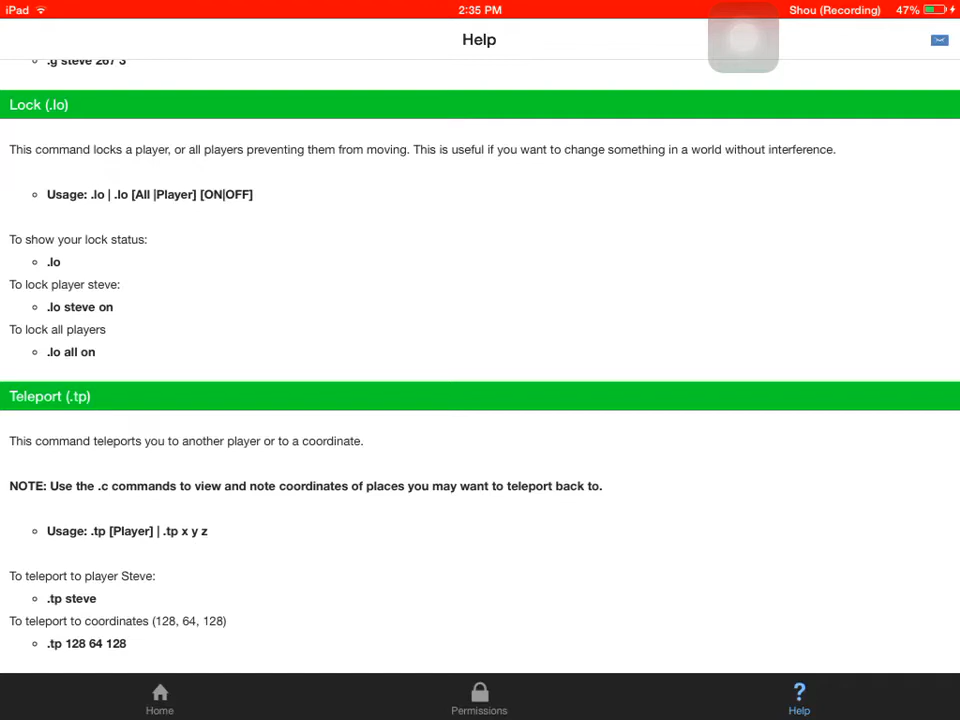 iPad 2:35 PM Shou (Recording) 47%
Help
.g steve 267 3
Lock (.lo)
This command locks a player, or all players preventing them from moving. This is useful if you want to change something in a world without interference.
Usage: .lo | .lo [All |Player] [ON|OFF]
To show your lock status:
.lo
To lock player steve:
.lo steve on
To lock all players
.lo all on
Teleport (.tp)
This command teleports you to another player or to a coordinate.
NOTE: Use the .c commands to view and note coordinates of places you may want to teleport back to.
Usage: .tp [Player] | .tp x y z
To teleport to player Steve:
.tp steve
To teleport to coordinates (128, 64, 128)
.tp 128 64 128
Home Permissions Help